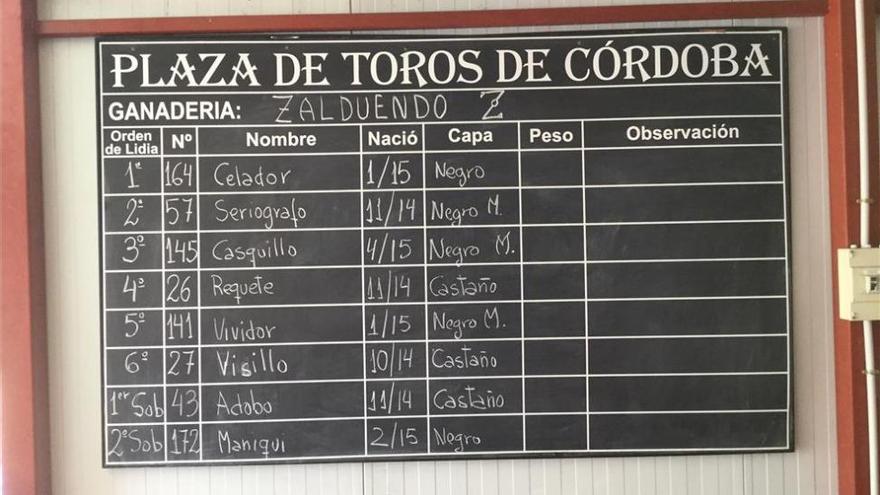 PLAZA DE TOROS DE CÓRDOBA
GANADERIA: ZALDUENDO Z
Orden de Lidia Nº Nombre Nació Capa Peso Observación
1º 164 Celador 1/15 Negro
2º 57 Seriografo 11/14 Negro M.
3º 145 Casquillo 4/15 Negro M.
4º 26 Requete 11/14 Castaño
5º 141 Vividor 1/15 Negro M.
6º 27 Visillo 10/14 Castaño
1er Sob 43 Adobo 11/14 Castaño
2º Sob 172 Maniqui 2/15 Negro